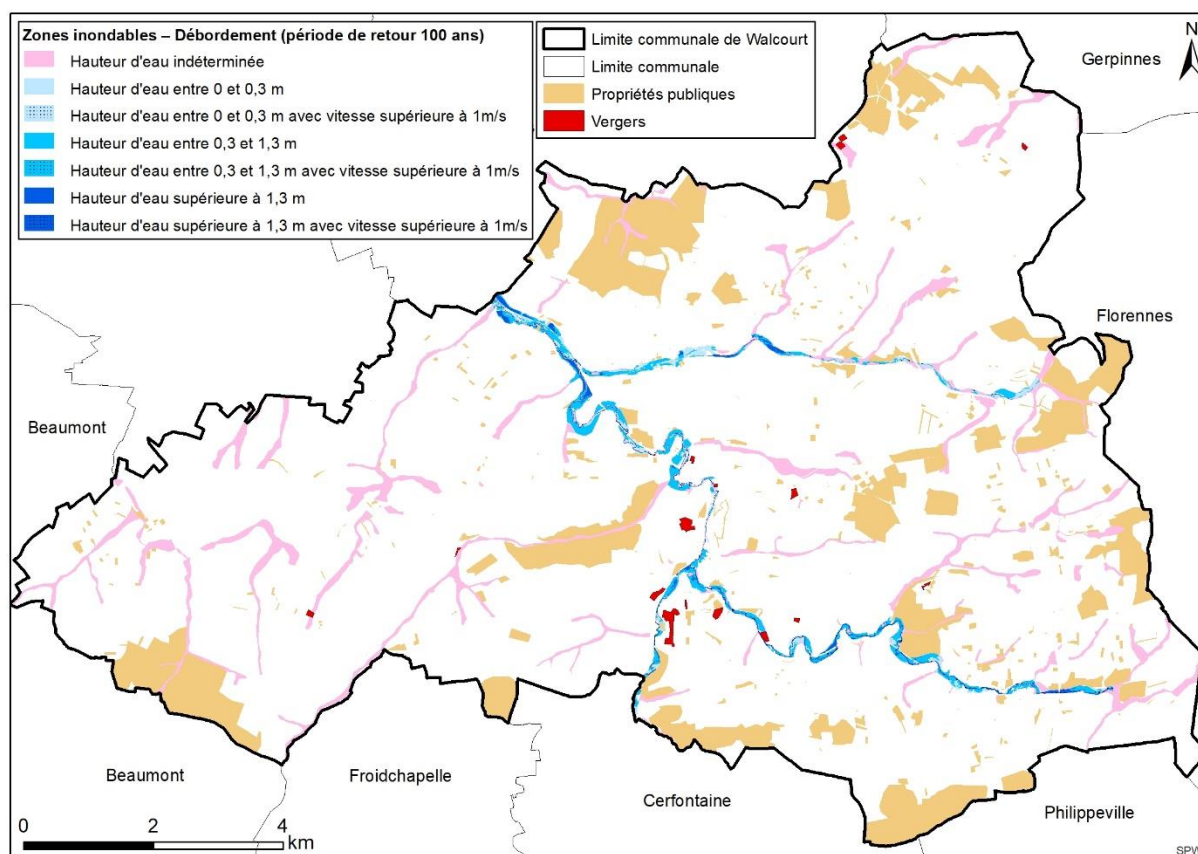 Zones inondables – Débordement (période de retour 100 ans)
Hauteur d'eau indéterminée
Hauteur d'eau entre 0 et 0,3 m
Hauteur d'eau entre 0 et 0,3 m avec vitesse supérieure à 1m/s
Hauteur d'eau entre 0,3 et 1,3 m
Hauteur d'eau entre 0,3 et 1,3 m avec vitesse supérieure à 1m/s
Hauteur d'eau supérieure à 1,3 m
Hauteur d'eau supérieure à 1,3 m avec vitesse supérieure à 1m/s
Limite communale de Walcourt
Limite communale
Propriétés publiques
Vergers
N
Gerpinnes
Florennes
Beaumont
Beaumont
Froidchapelle
Cerfontaine
Philippeville
0 2 4
km
SPW